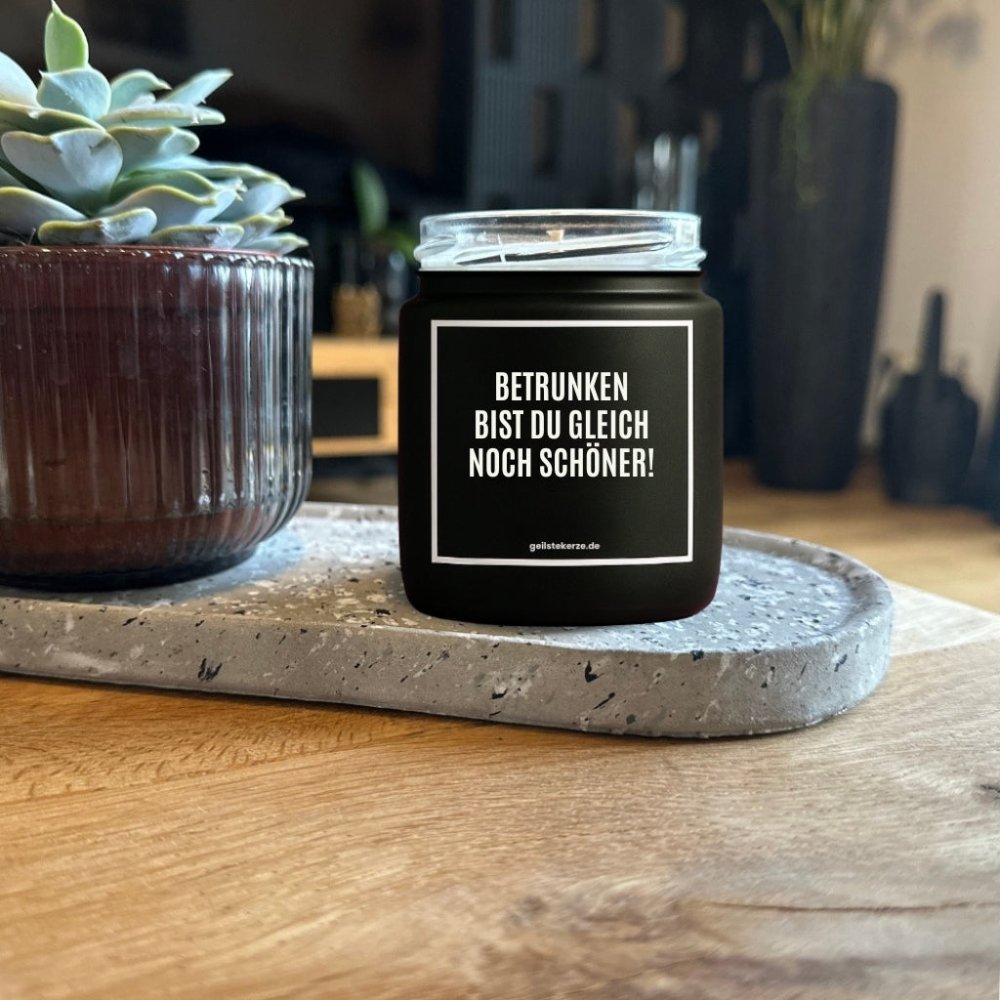 BETRUNKEN
BIST DU GLEICH
NOCH SCHÖNER!
geilstekerze.de